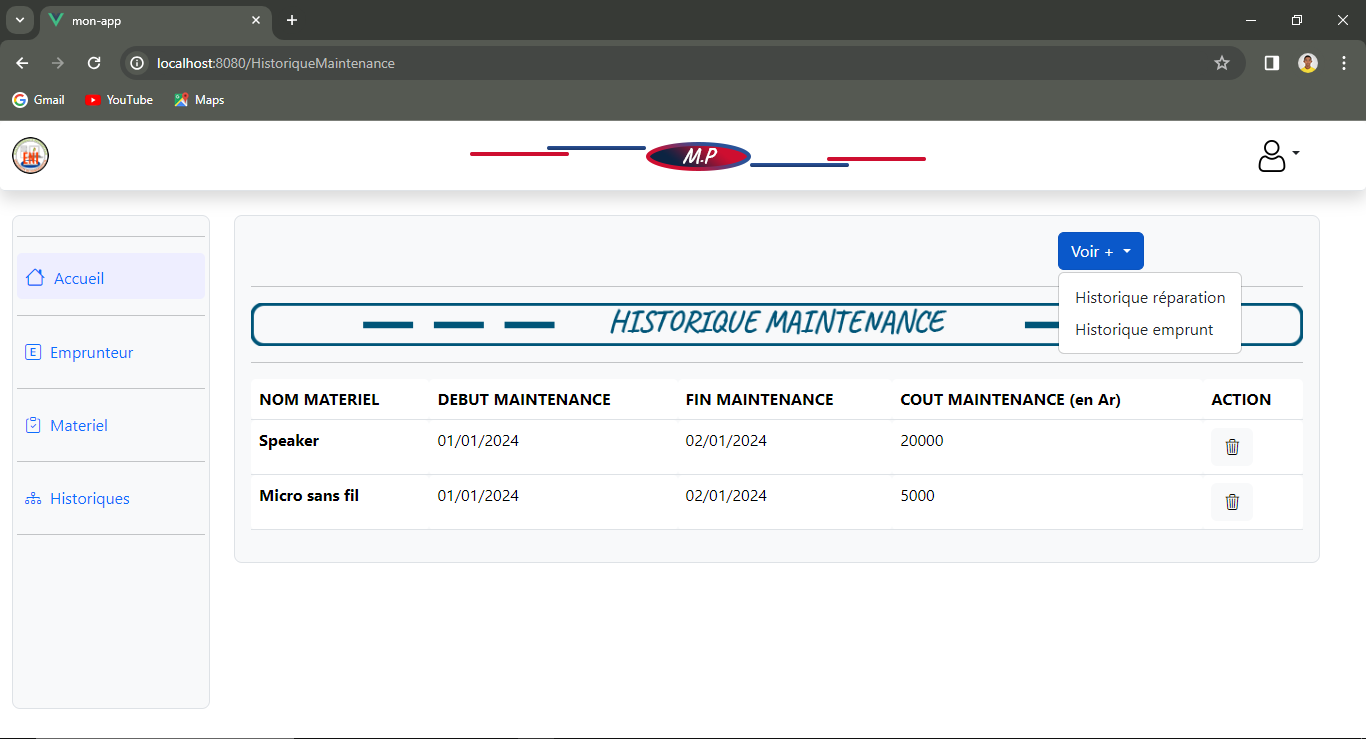 mon-app
localhost:8080/HistoriqueMaintenance
Gmail YouTube Maps
M.P
Voir +
Historique réparation
Historique emprunt
Accueil
Emprunteur
Materiel
Historiques
HISTORIQUE MAINTENANCE
NOM MATERIEL DEBUT MAINTENANCE FIN MAINTENANCE COUT MAINTENANCE (en Ar) ACTION
Speaker 01/01/2024 02/01/2024 20000
Micro sans fil 01/01/2024 02/01/2024 5000